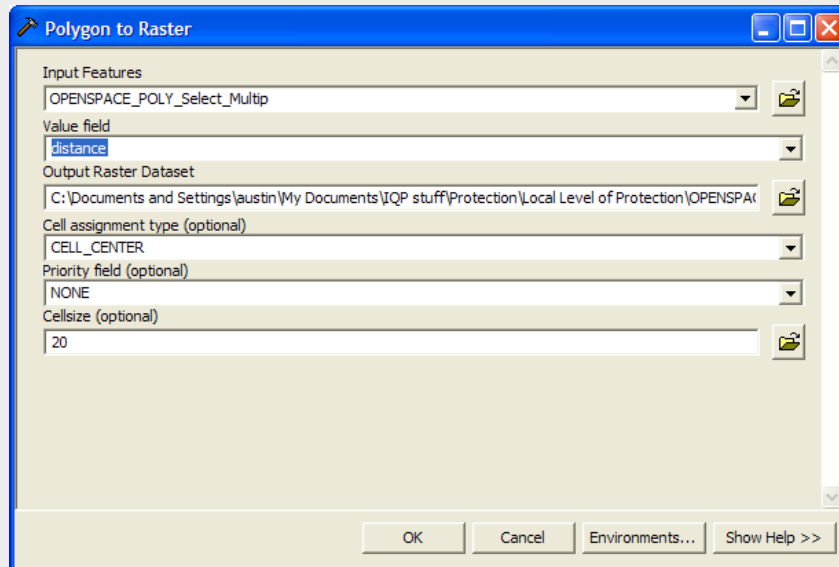 Polygon to Raster
Input Features
OPENSPACE_POLY_Select_Multip
Value field
distance
Output Raster Dataset
C:\Documents and Settings\austin\My Documents\IQP stuff\Protection\Local Level of Protection\OPENSPAC
Cell assignment type (optional)
CELL_CENTER
Priority field (optional)
NONE
Cellsize (optional)
20
OK Cancel Environments... Show Help >>